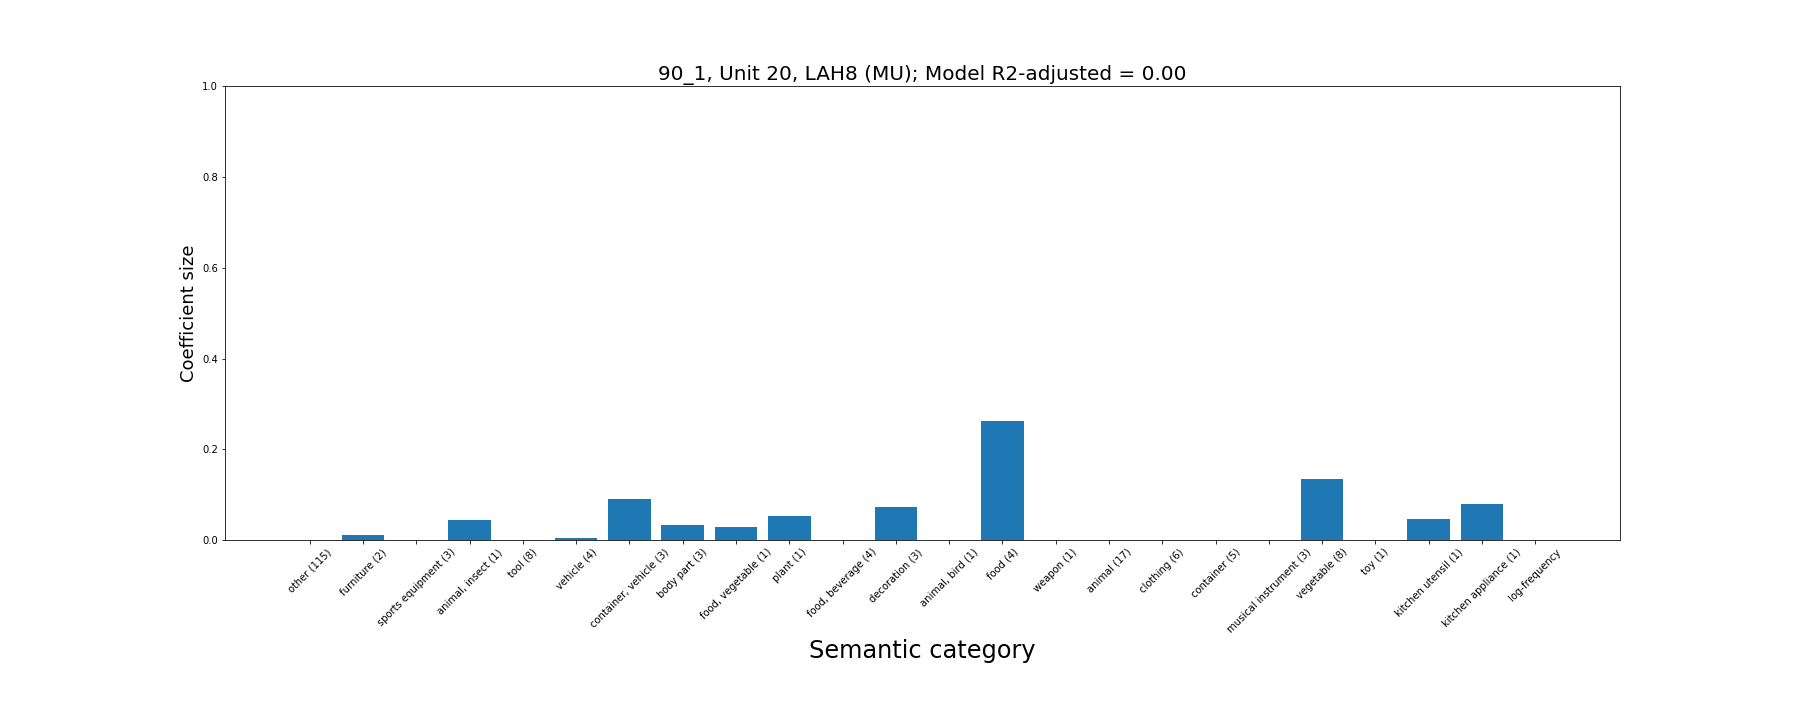 90_1, Unit 20, LAH8 (MU); Model R2-adjusted = 0.00
Coefficient size
1.0
0.8
0.6
0.4
0.2
0.0
other (115)
furniture (2)
sports equipment (3)
animal, insect (1)
tool (8)
vehicle (4)
container, vehicle (3)
body part (3)
food, vegetable (1)
plant (1)
food, beverage (4)
decoration (3)
animal, bird (1)
food (4)
weapon (1)
animal (17)
clothing (6)
container (5)
musical instrument (3)
vegetable (8)
toy (1)
kitchen utensil (1)
kitchen appliance (1)
log-frequency
Semantic category